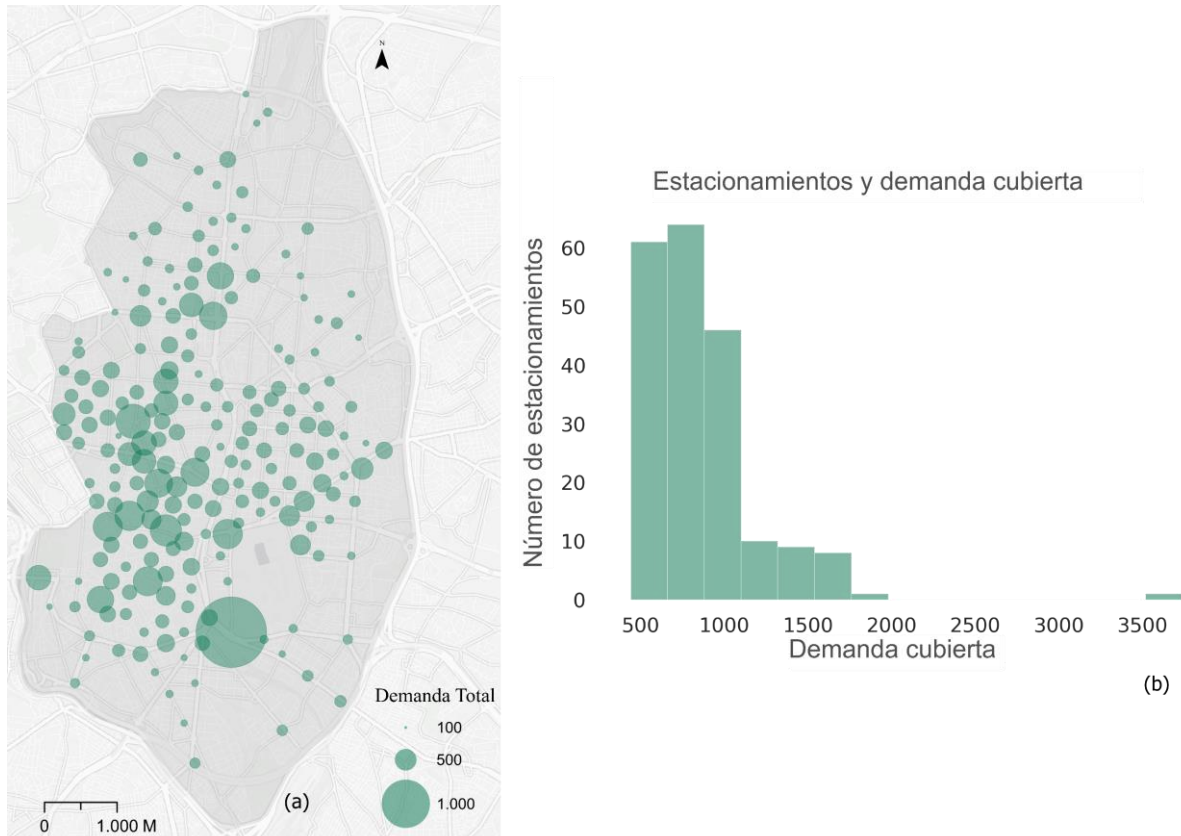 N
Demanda Total
100
500
1.000
0 1.000 M
(a)
Estacionamientos y demanda cubierta
Número de estacionamientos
60
50
40
30
20
10
0
500 1000 1500 2000 2500 3000 3500
Demanda cubierta
(b)